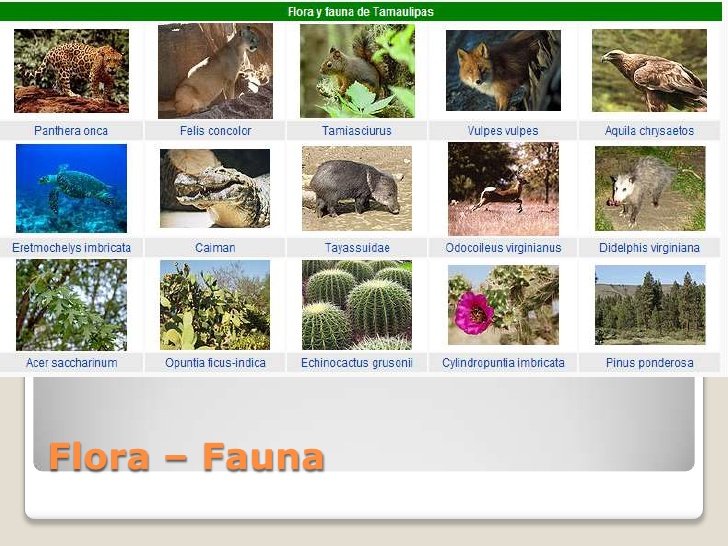 Flora y fauna de Tamaulipas
Panthera onca Felis concolor Tamiasciurus Vulpes vulpes Aquila chrysaetos
Eretmochelys imbricata Caiman Tayassuidae Odocoileus virginianus Didelphis virginiana
Acer saccharinum Opuntia ficus-indica Echinocactus grusonii Cylindropuntia imbricata Pinus ponderosa
Flora – Fauna